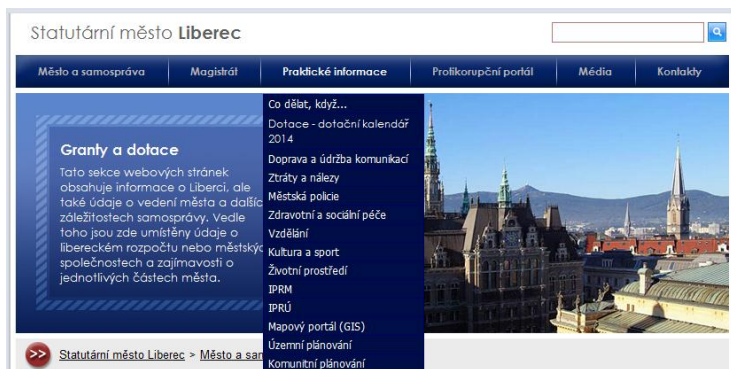 Statutární město Liberec
Město a samospráva
Magistrát
Praktické informace
Protikorupční portál
Média
Kontakty
Granty a dotace
Tato sekce webových stránek
obsahuje informace o Liberci, ale
také údaje o vedení města a dalšíc
záležitostech samosprávy. Vedle
toho jsou zde umístěny údaje o
libereckém rozpočtu nebo městskýc
společnostech a zajímavosti o
jednotlivých částech města.
Co dělat, když...
Dotace - dotační kalendář
2014
Doprava a údržba komunikací
Ztráty a nálezy
Městská policie
Zdravotní a sociální péče
Vzdělání
Kultura a sport
Životní prostředí
IPRM
IPRÚ
Mapový portál (GIS)
Územní plánování
Komunitní plánování
>> Statutární město Liberec > Město a sam